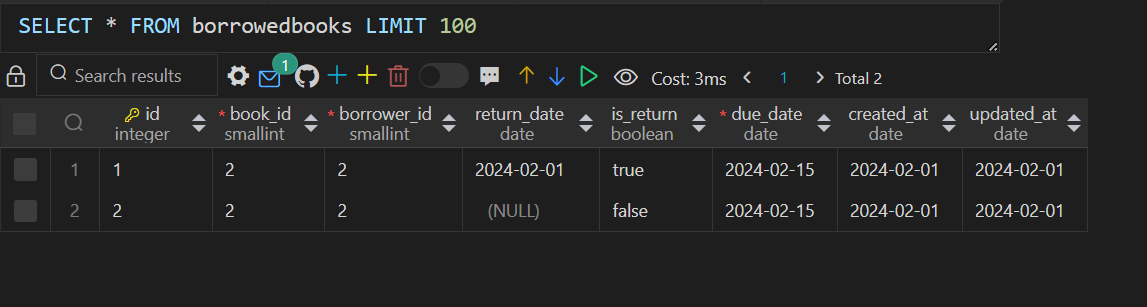 SELECT * FROM borrowedbooks LIMIT 100
Search results 1 Cost: 3ms 1 Total 2
id * book_id * borrower_id return_date is_return * due_date created_at updated_at
integer smallint smallint date boolean date date date
1 1 2 2 2024-02-01 true 2024-02-15 2024-02-01 2024-02-01
2 2 2 2 (NULL) false 2024-02-15 2024-02-01 2024-02-01